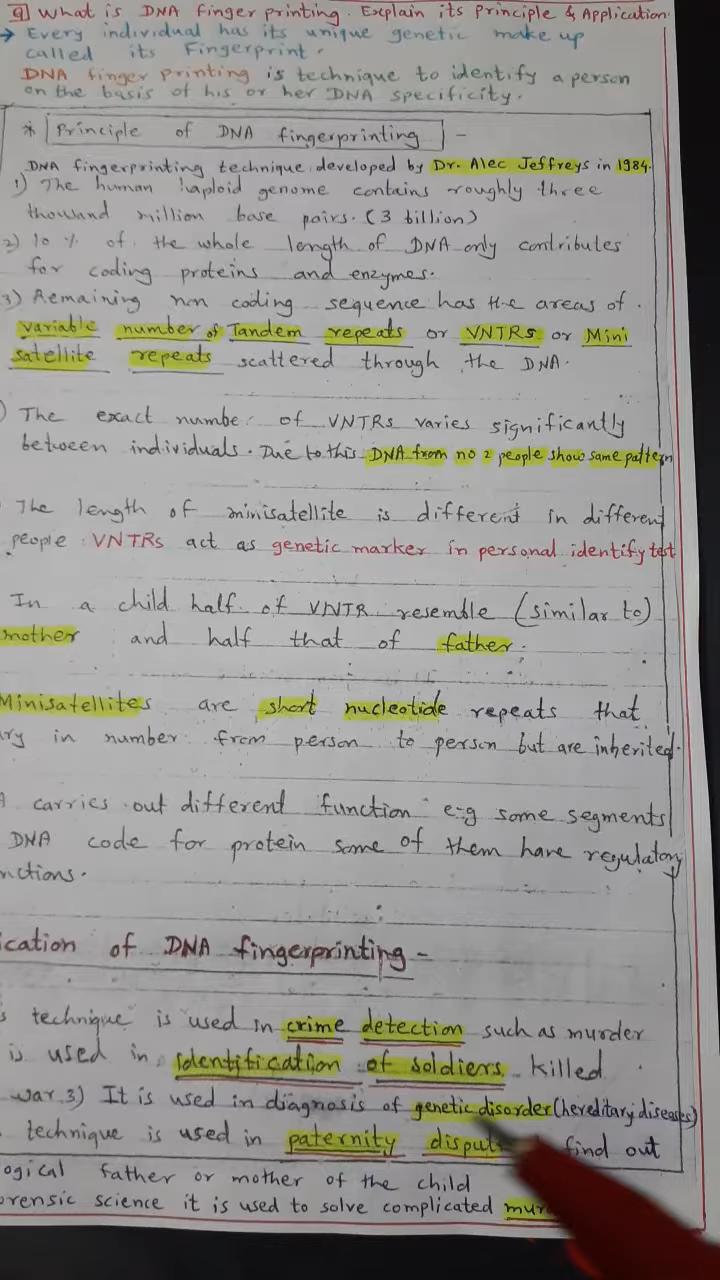 9] What is DNA finger printing. Explain its principle & Application.
→ Every individual has its unique genetic make up
called its Fingerprint.
DNA finger printing is technique to identify a person
on the basis of his or her DNA specificity.
* Principle of DNA fingerprinting -
DNA fingerprinting technique developed by Dr. Alec Jeffreys in 1984.
1) The human haploid genome contains roughly three
thousand million base pairs. (3 billion)
2) 10 % of the whole length of DNA only contributes
for coding proteins and enzymes.
3) Remaining non coding sequence has the areas of
variable number of Tandem repeats or VNTRs or Mini
satellite repeats scattered through the DNA.
) The exact number of VNTRs varies significantly
between individuals. Due to this DNA from no 2 people show same pattern
The length of minisatellite is different in different
people. VNTRs act as genetic marker in personal identify test
In a child half of VNTR resemble (similar to)
mother and half that of father.
Minisatellites are short nucleotide repeats that
ry in number from person to person but are inherited.
A carries out different function e.g some segments
DNA code for protein some of them have regulatory
nctions.
ication of DNA fingerprinting -
s technique is used in crime detection such as murder
is used in identification of soldiers killed
war 3) It is used in diagnosis of genetic disorder (hereditary diseases)
technique is used in paternity disput find out
ogical father or mother of the child
orensic science it is used to solve complicated mur